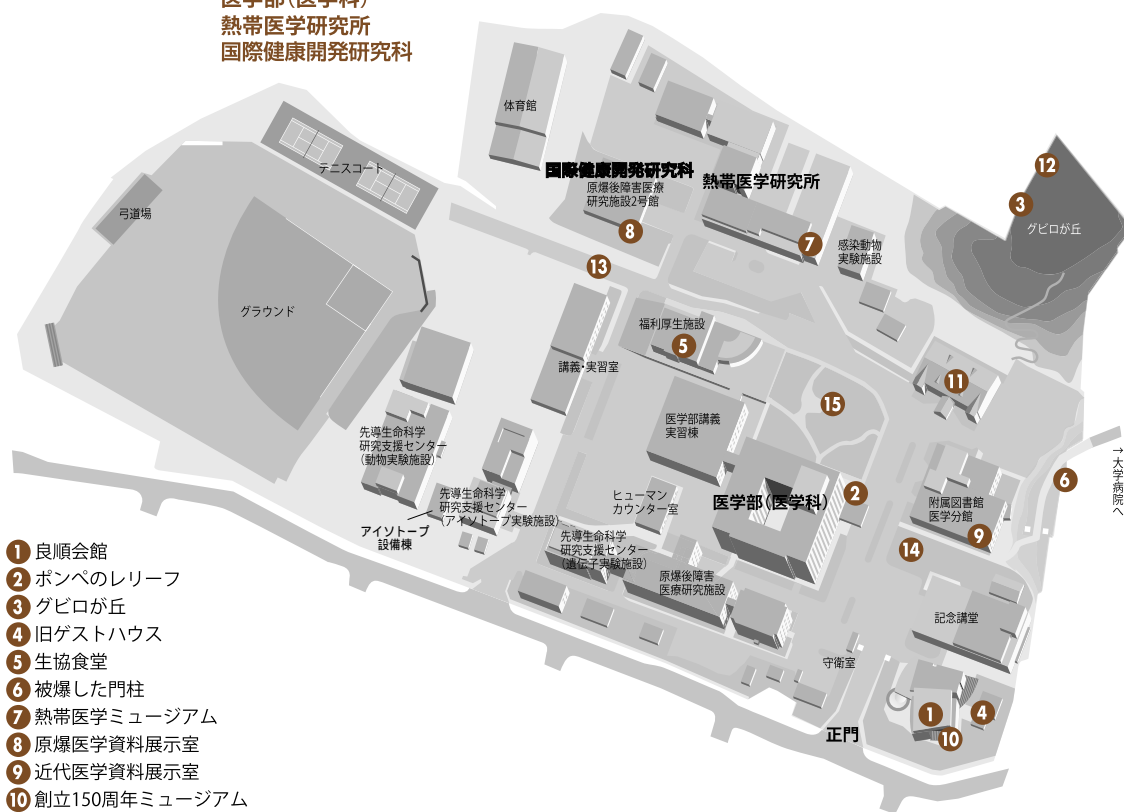 医学部(医学科)
熱帯医学研究所
国際健康開発研究科
体育館
テニスコート
弓道場
グラウンド
国際健康開発研究科
原爆後障害医療
研究施設2号館
8
13
熱帯医学研究所
7
感染動物
実験施設
12
3
グビロが丘
福利厚生施設
5
講義・実習室
15
11
医学部講義
実習棟
先導生命科学
研究支援センター
(動物実験施設)
先導生命科学
研究支援センター
(アイソトープ実験施設)
アイソトープ
設備棟
ヒューマン
カウンター室
医学部(医学科)
2
先導生命科学
研究支援センター
(遺伝子実験施設)
原爆後障害
医療研究施設
附属図書館
医学分館
9
14
6
→大学病院へ
記念講堂
守衛室
正門
1
4
10
1 良順会館
2 ポンペのレリーフ
3 グビロが丘
4 旧ゲストハウス
5 生協食堂
6 被爆した門柱
7 熱帯医学ミュージアム
8 原爆医学資料展示室
9 近代医学資料展示室
10 創立150周年ミュージアム